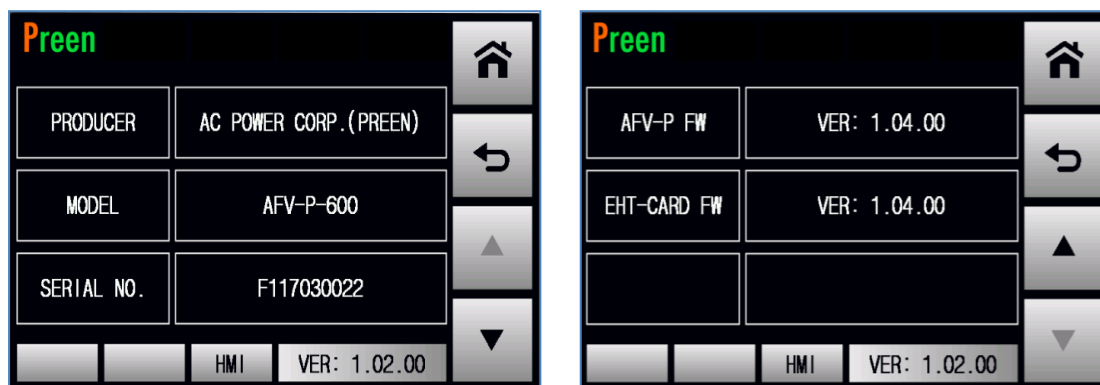 Preen
PRODUCER AC POWER CORP.(PREEN)
MODEL AFV-P-600
SERIAL NO. F117030022
HMI VER: 1.02.00
Preen
AFV-P FW VER: 1.04.00
EHT-CARD FW VER: 1.04.00
HMI VER: 1.02.00